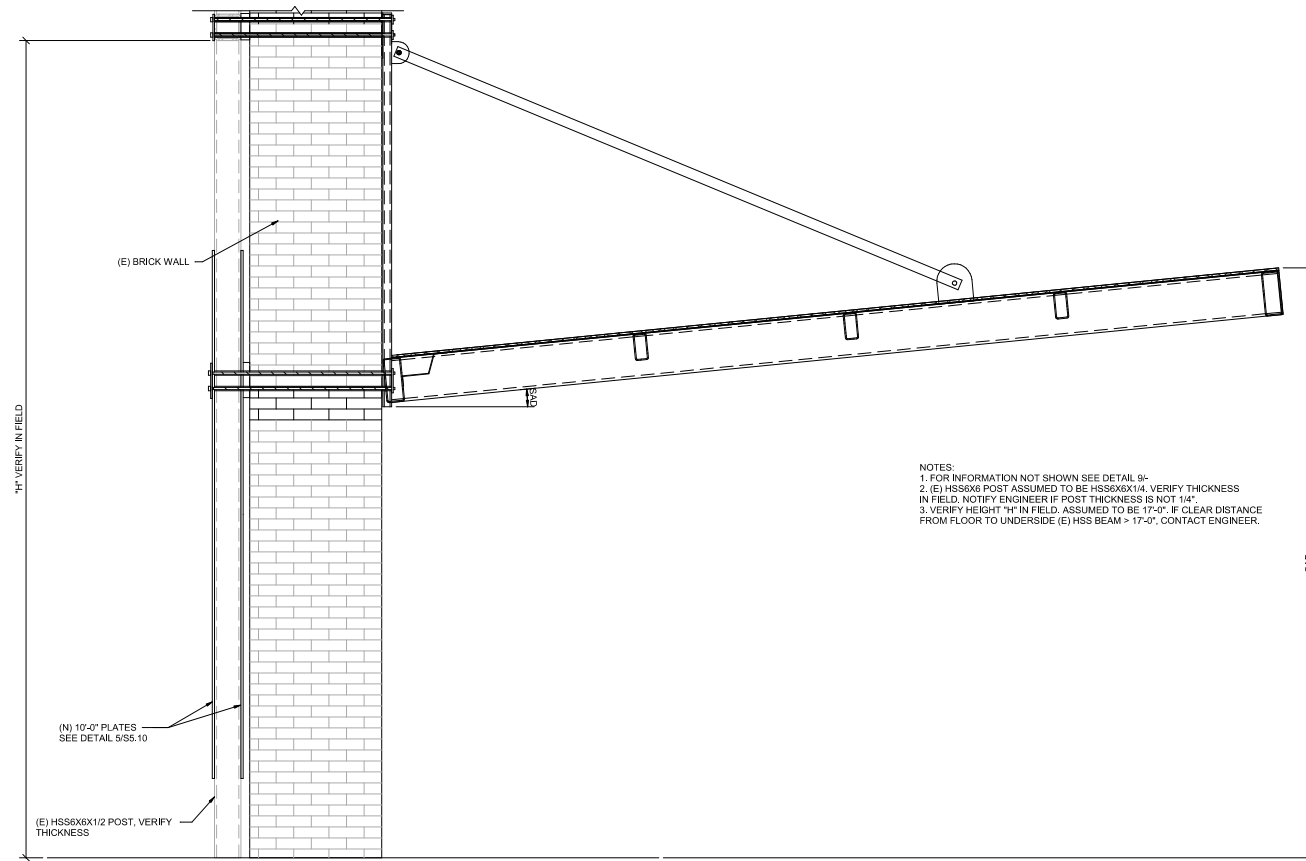 (E) BRICK WALL
"H" VERIFY IN FIELD
SAD
NOTES:
1. FOR INFORMATION NOT SHOWN SEE DETAIL 9/-
2. (E) HSS6X6 POST ASSUMED TO BE HSS6X6X1/4. VERIFY THICKNESS
IN FIELD. NOTIFY ENGINEER IF POST THICKNESS IS NOT 1/4".
3. VERIFY HEIGHT "H" IN FIELD. ASSUMED TO BE 17'-0". IF CLEAR DISTANCE
FROM FLOOR TO UNDERSIDE (E) HSS BEAM > 17'-0", CONTACT ENGINEER.
(N) 10'-0" PLATES
SEE DETAIL 5/S5.10
(E) HSS6X6X1/2 POST, VERIFY
THICKNESS